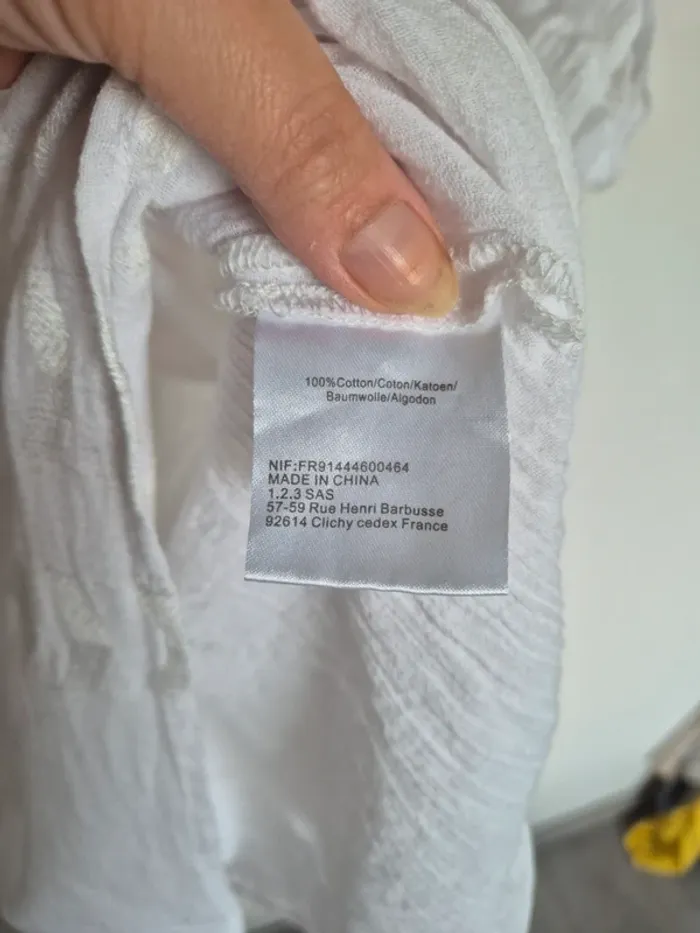 100%Cotton/Coton/Katoen/
Baumwolle/Algodon
NIF:FR91444600464
MADE IN CHINA
1.2.3 SAS
57-59 Rue Henri Barbusse
92614 Clichy cedex France